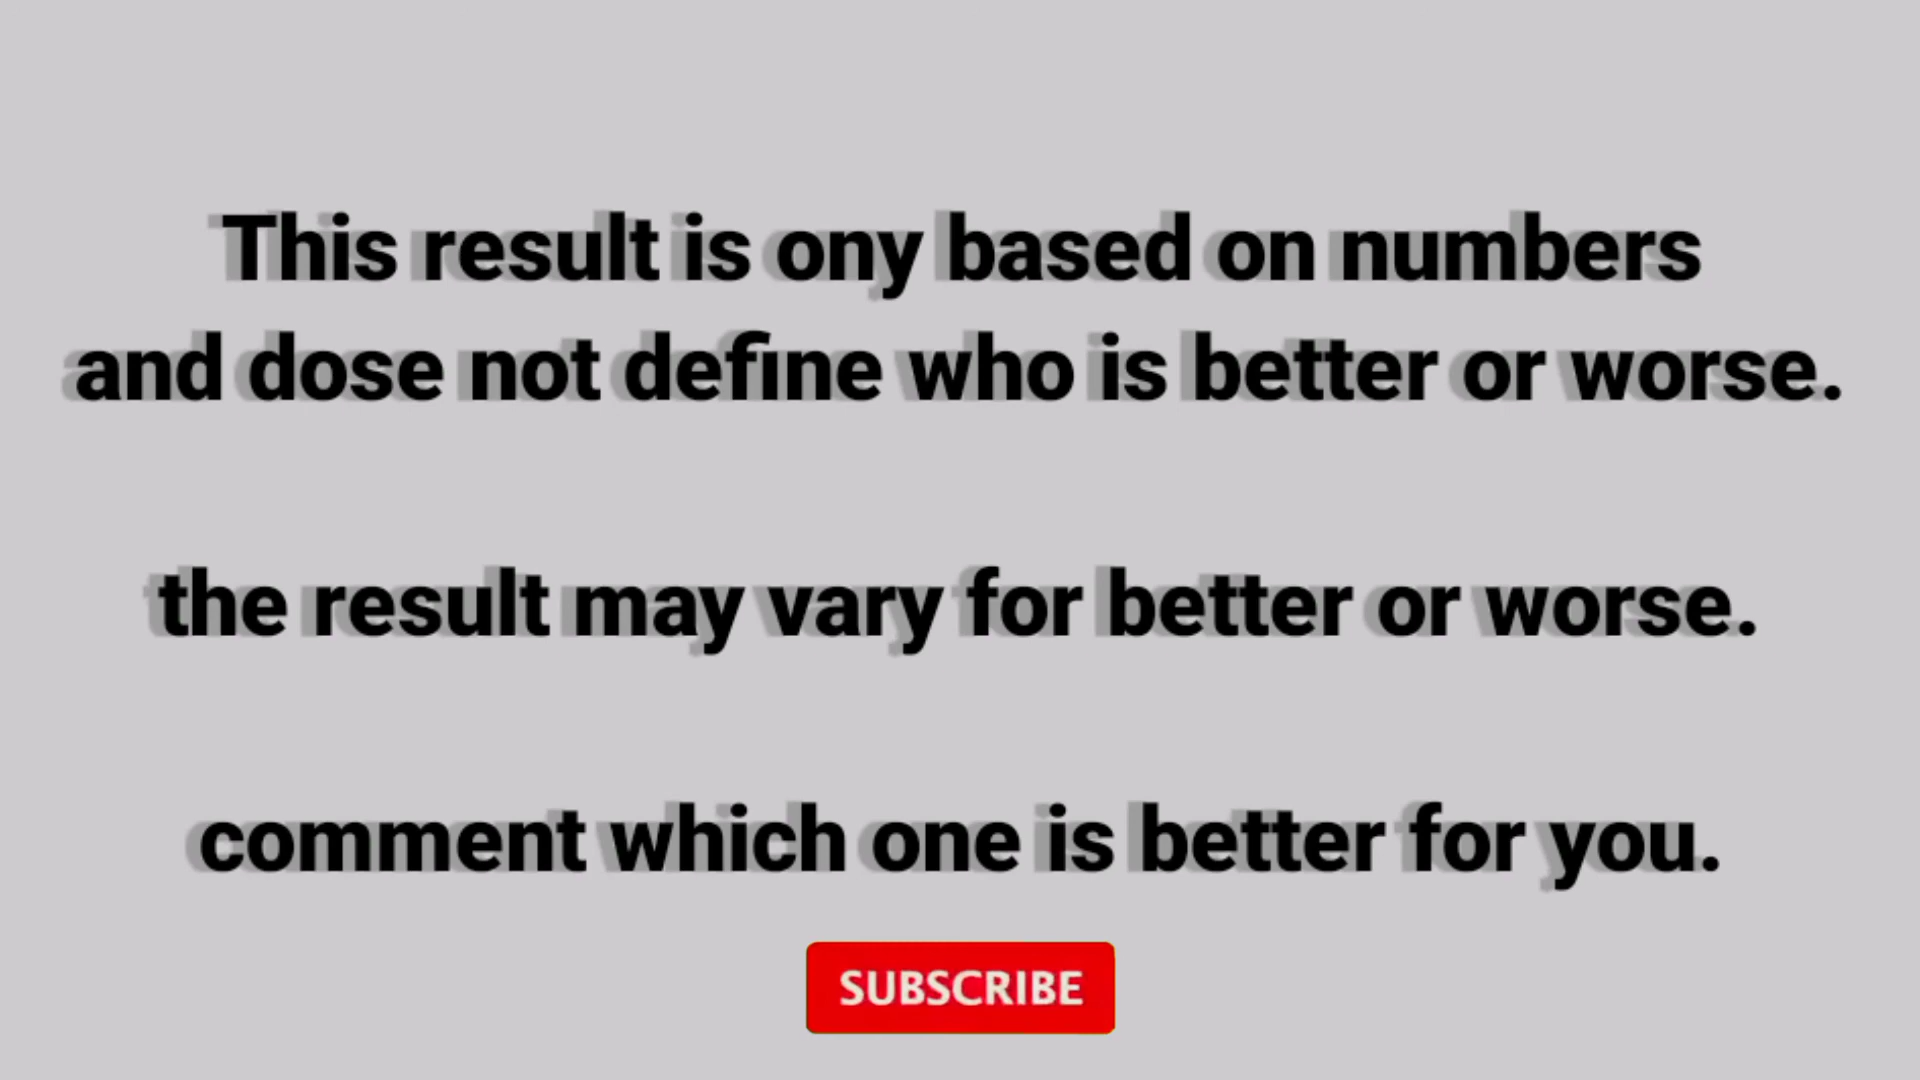 This result is ony based on numbers
and dose not define who is better or worse.
the result may vary for better or worse.
comment which one is better for you.
SUBSCRIBE